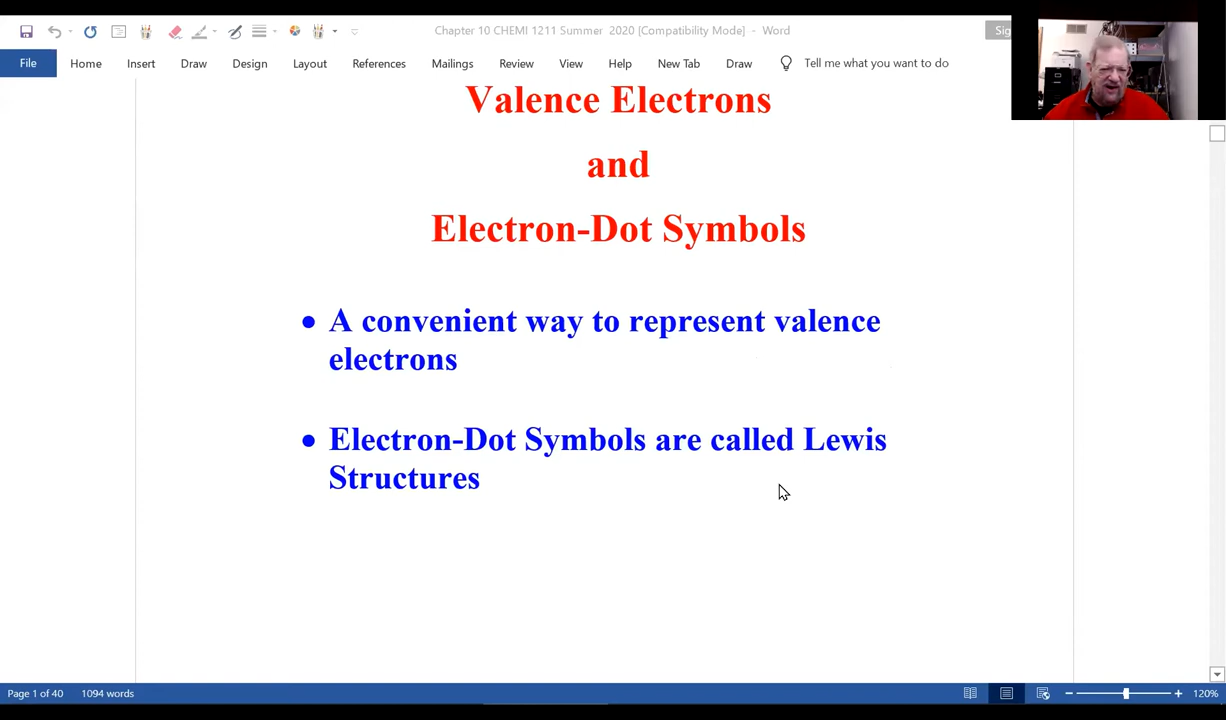 Chapter 10 CHEMI 1211 Summer 2020 [Compatibility Mode] - Word
File Home Insert Draw Design Layout References Mailings Review View Help New Tab Draw Tell me what you want to do
Valence Electrons
and
Electron-Dot Symbols
• A convenient way to represent valence
electrons
• Electron-Dot Symbols are called Lewis
Structures
Page 1 of 40 1094 words 120%